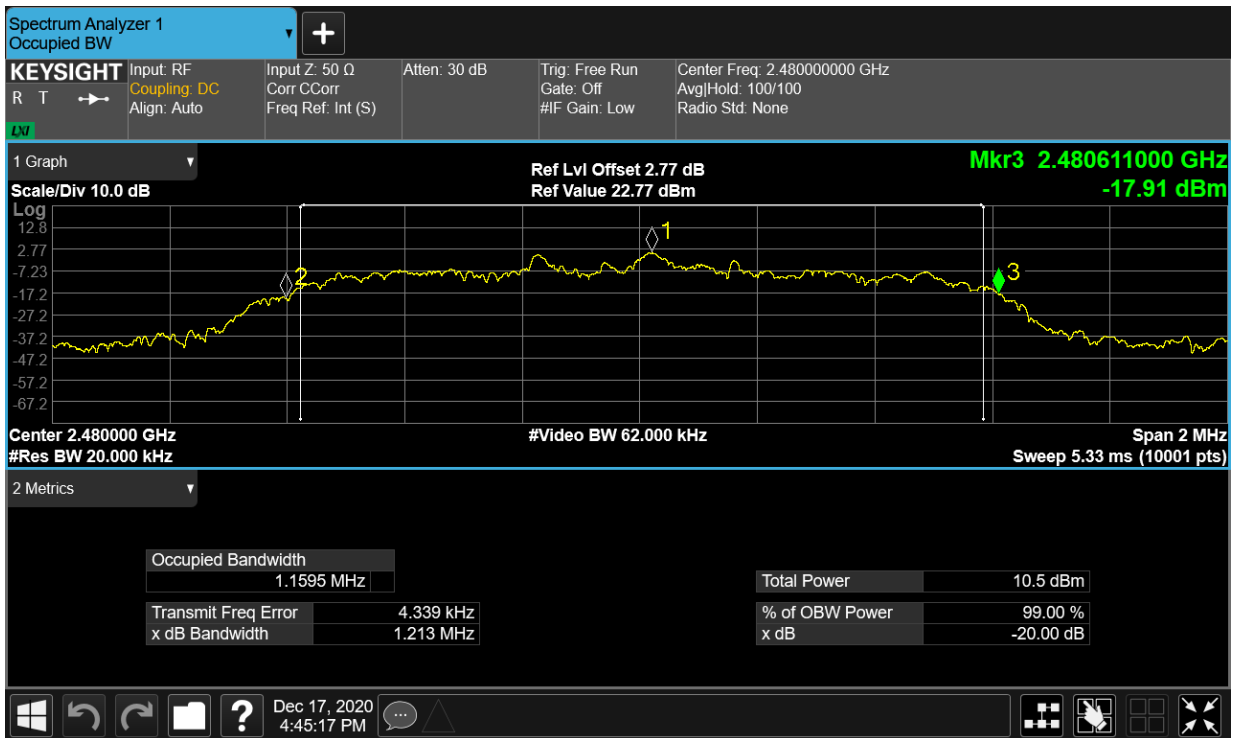 Spectrum Analyzer 1
Occupied BW
KEYSIGHT
R T
LXI
Input: RF
Coupling: DC
Align: Auto
Input Z: 50 Ω
Corr CCorr
Freq Ref: Int (S)
Atten: 30 dB
Trig: Free Run
Gate: Off
#IF Gain: Low
Center Freq: 2.480000000 GHz
Avg|Hold: 100/100
Radio Std: None
1 Graph
Scale/Div 10.0 dB
Ref Lvl Offset 2.77 dB
Ref Value 22.77 dBm
Mkr3 2.480611000 GHz
-17.91 dBm
Log
12.8
2.77
-7.23
-17.2
-27.2
-37.2
-47.2
-57.2
-67.2
1
2
3
Center 2.480000 GHz
#Res BW 20.000 kHz
#Video BW 62.000 kHz
Span 2 MHz
Sweep 5.33 ms (10001 pts)
2 Metrics
Occupied Bandwidth
1.1595 MHz
Transmit Freq Error 4.339 kHz
x dB Bandwidth 1.213 MHz
Total Power 10.5 dBm
% of OBW Power 99.00 %
x dB -20.00 dB
Dec 17, 2020
4:45:17 PM